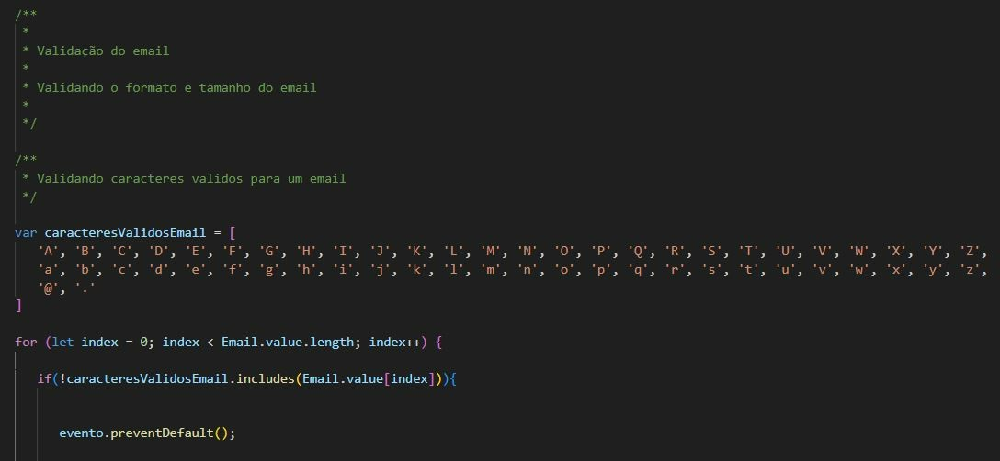 /**
*
* Validação do email
*
* Validando o formato e tamanho do email
*
*/
/**
* Validando caracteres validos para um email
*/
var caracteresValidosEmail = [
'A', 'B', 'C', 'D', 'E', 'F', 'G', 'H', 'I', 'J', 'K', 'L', 'M', 'N', 'O', 'P', 'Q', 'R', 'S', 'T', 'U', 'V', 'W', 'X', 'Y', 'Z',
'a', 'b', 'c', 'd', 'e', 'f', 'g', 'h', 'i', 'j', 'k', 'l', 'm', 'n', 'o', 'p', 'q', 'r', 's', 't', 'u', 'v', 'w', 'x', 'y', 'z',
'@', '.'
]
for (let index = 0; index < Email.value.length; index++) {
if(!caracteresValidosEmail.includes(Email.value[index])){
evento.preventDefault();